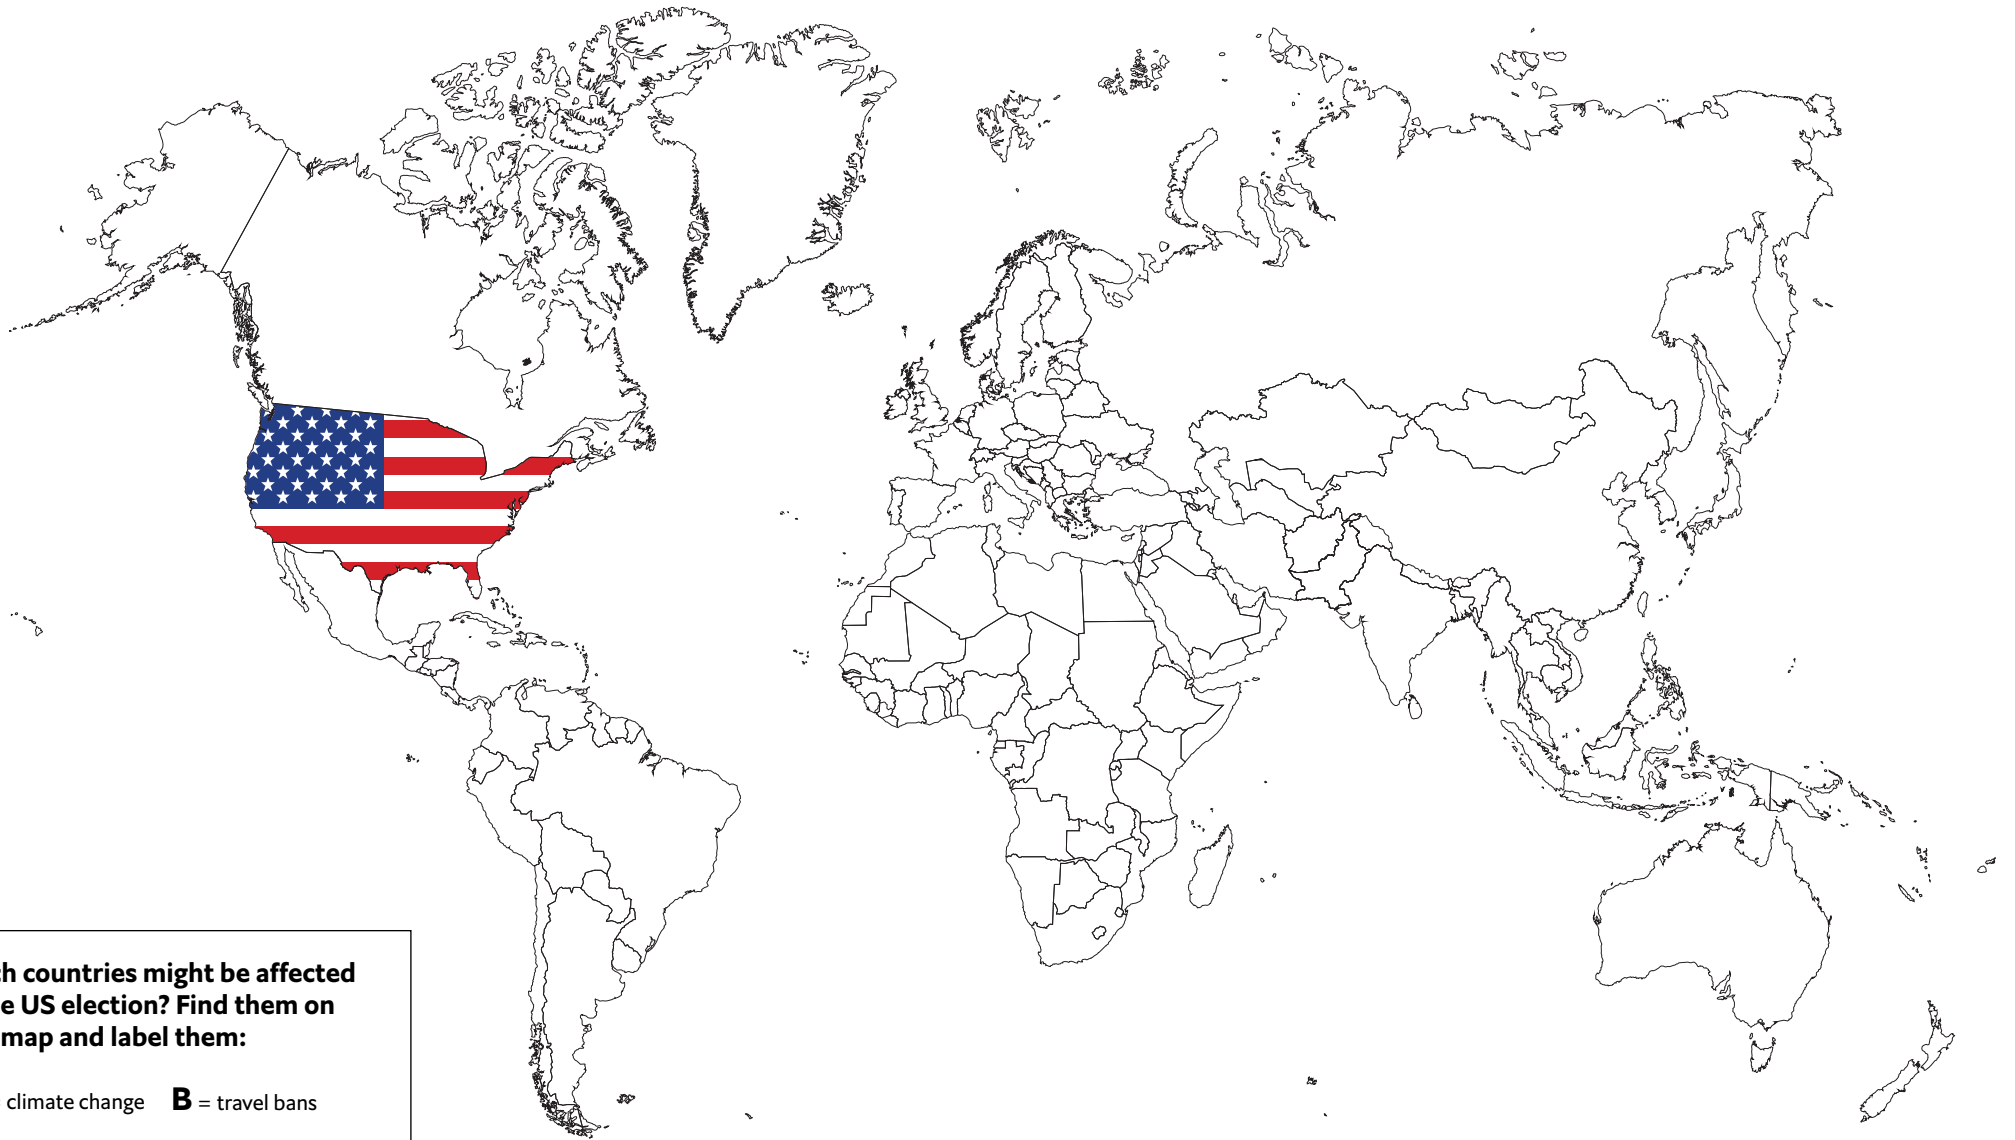 countries might be affected
US election? Find them on
map and label them:
climate change B = travel bans